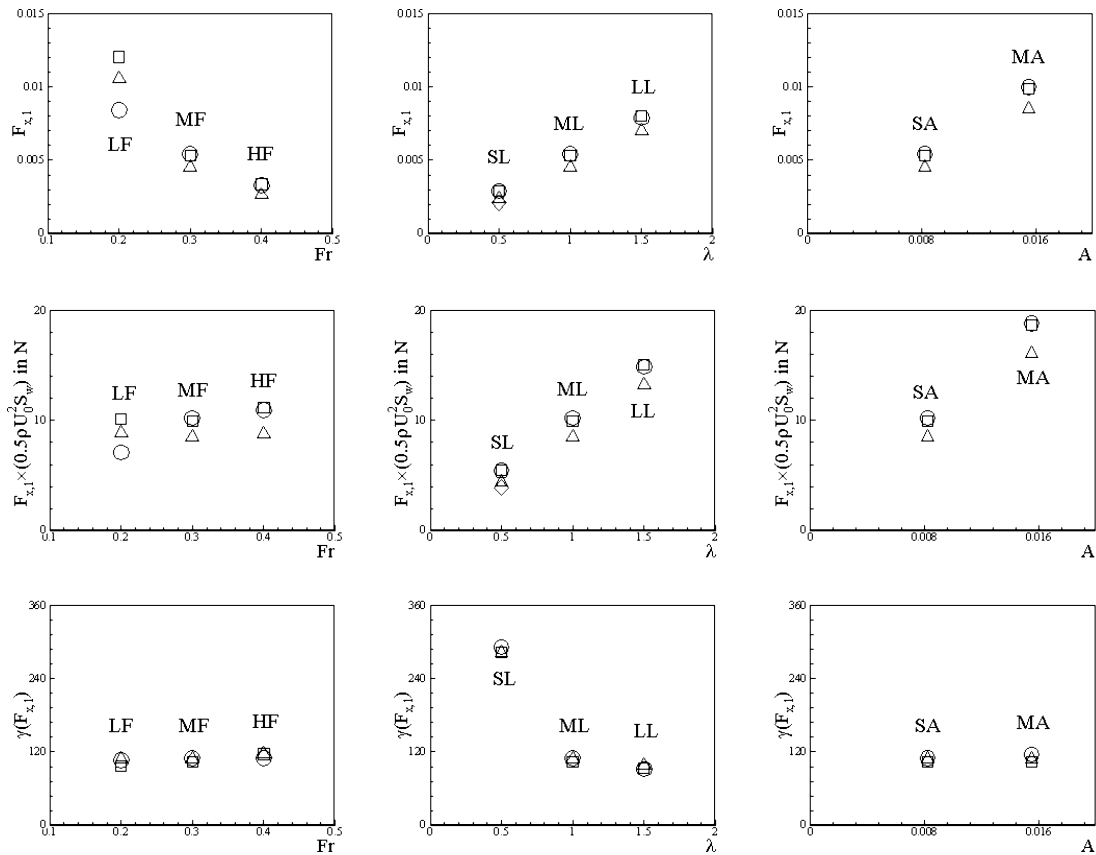 0.015
LF
MF
HF
0.01
0.005
0
F_{x,1}
0.1
0.2
0.3
0.4
0.5
Fr
0.015
SL
ML
LL
0.01
0.005
0
F_{x,1}
0
0.5
1
1.5
2
λ
0.015
SA
MA
0.01
0.005
0
F_{x,1}
0
0.008
0.016
A
20
LF
MF
HF
10
0
F_{x,1}×(0.5ρU_0^2S_w) in N
0.1
0.2
0.3
0.4
0.5
Fr
20
SL
ML
LL
10
0
F_{x,1}×(0.5ρU_0^2S_w) in N
0
0.5
1
1.5
2
λ
20
SA
MA
10
0
F_{x,1}×(0.5ρU_0^2S_w) in N
0
0.008
0.016
A
360
LF
MF
HF
240
120
0
γ(F_{x,1})
0.1
0.2
0.3
0.4
0.5
Fr
360
SL
ML
LL
240
120
0
γ(F_{x,1})
0
0.5
1
1.5
2
λ
360
SA
MA
240
120
0
γ(F_{x,1})
0
0.008
0.016
A